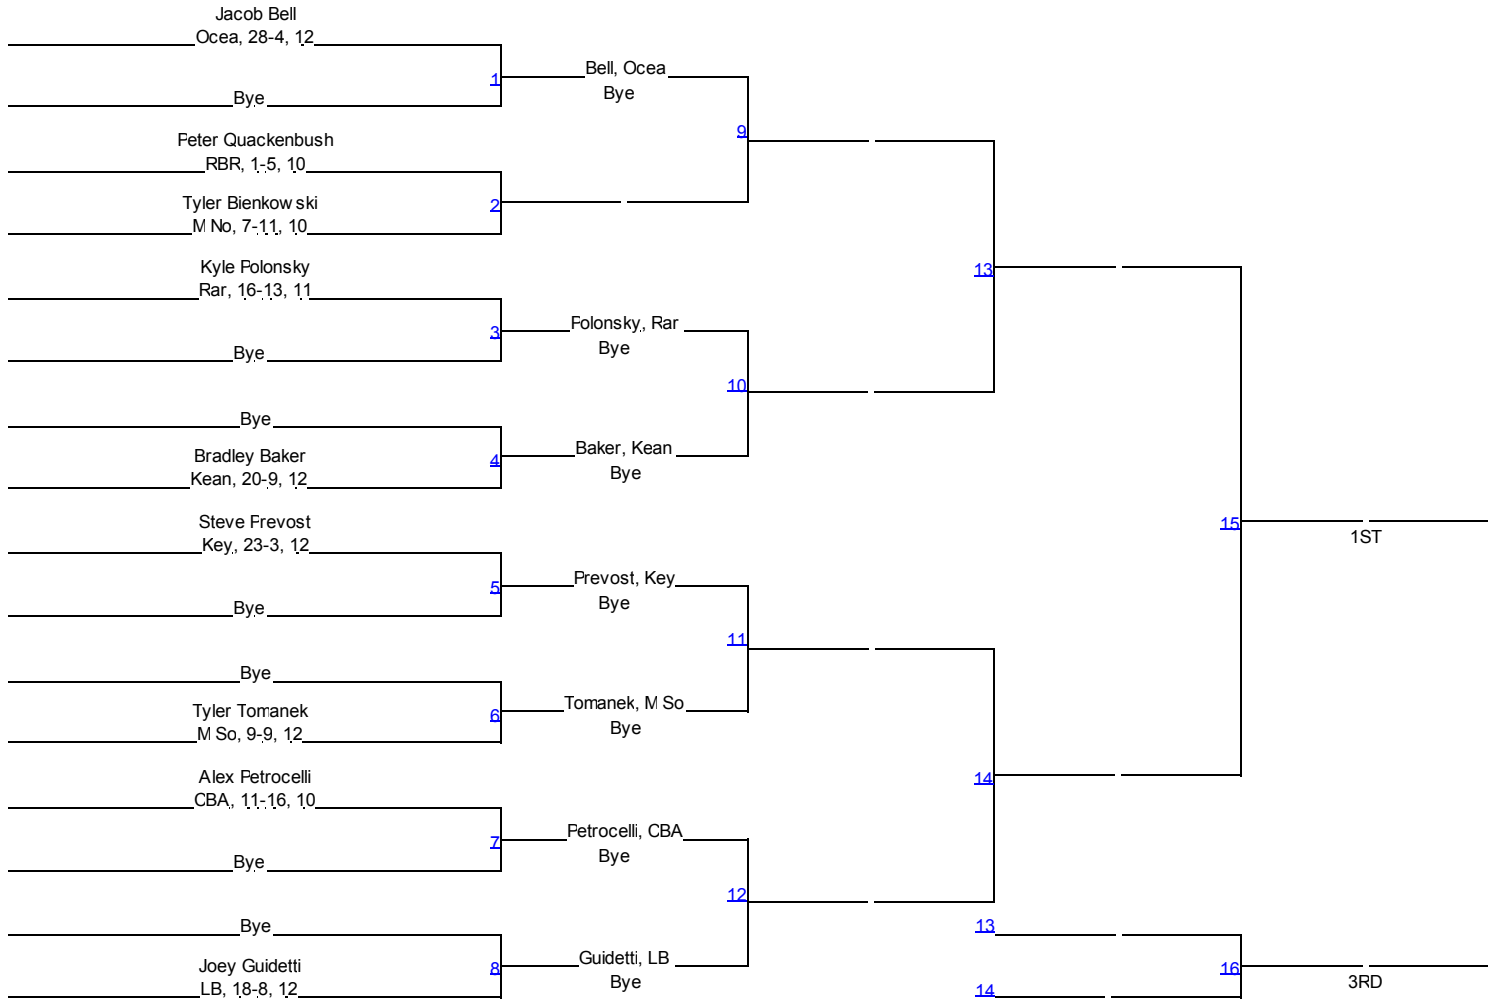 Jacob Bell
Ocea, 28-4, 12
1
Bye
Bell, Ocea
Bye
9
Peter Quackenbush
RBR, 1-5, 10
2
Tyler Bienkowski
M No, 7-11, 10
13
Kyle Polonsky
Rar, 16-13, 11
3
Bye
Polonsky, Rar
Bye
10
Bye
4
Bradley Baker
Kean, 20-9, 12
Baker, Kean
Bye
15
1ST
Steve Prevost
Key, 23-3, 12
5
Bye
Prevost, Key
Bye
11
Bye
6
Tyler Tomanek
M So, 9-9, 12
Tomanek, M So
Bye
14
Alex Petrocelli
CBA, 11-16, 10
7
Bye
Petrocelli, CBA
Bye
12
Bye
8
Joey Guidetti
LB, 18-8, 12
Guidetti, LB
Bye
13
16
3RD
14